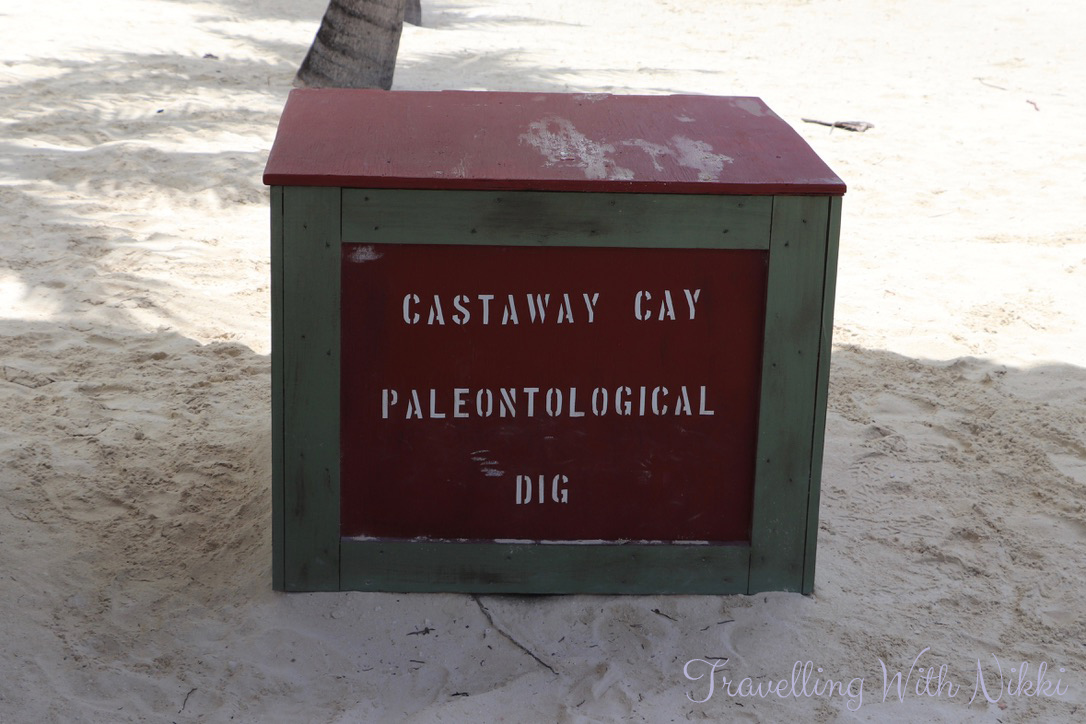 CASTAWAY CAY
PALEONTOLOGICAL
DIG
Travelling With Nikki